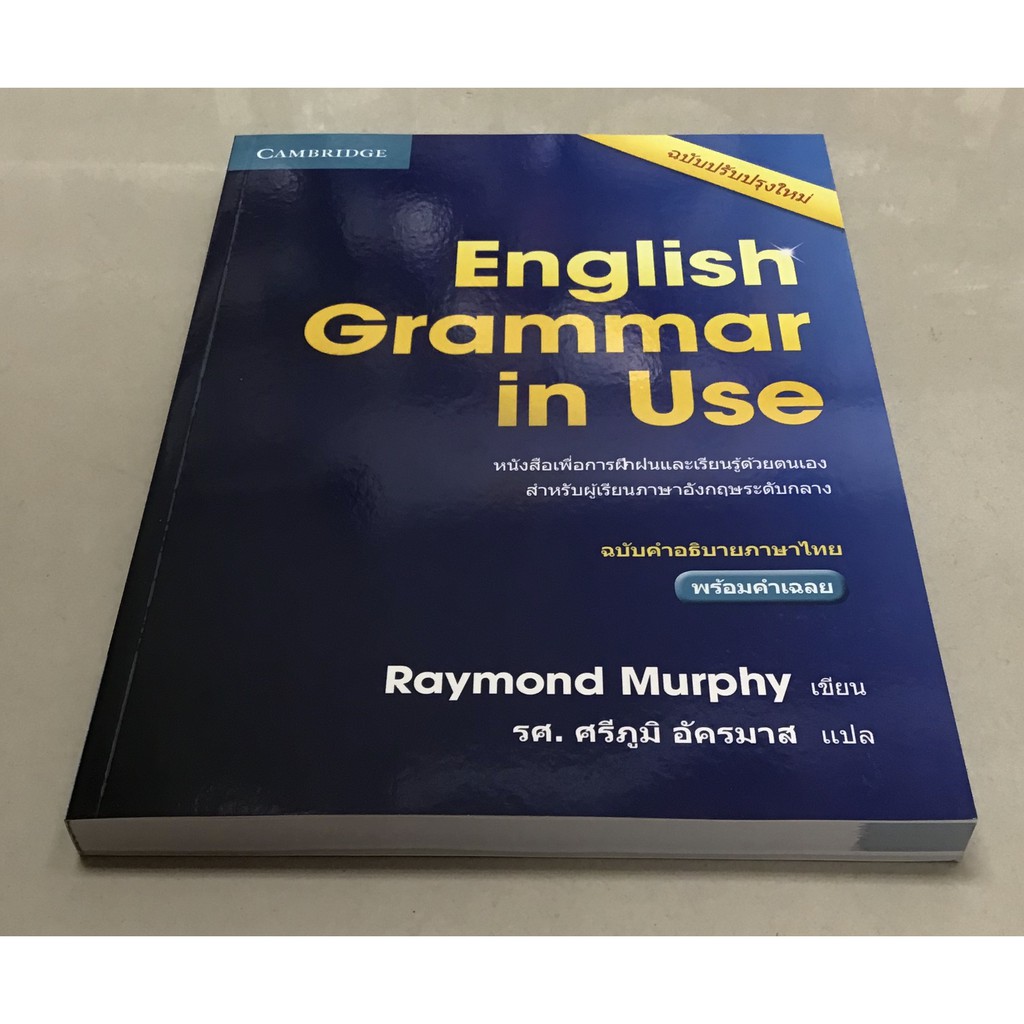 CAMBRIDGE
ฉบับปรับปรุงใหม่
English
Grammar
in Use
หนังสือเพื่อการฝึกฝนและเรียนรู้ด้วยตนเอง
สำหรับผู้เรียนภาษาอังกฤษระดับกลาง
ฉบับคำอธิบายภาษาไทย
พร้อมคำเฉลย
Raymond Murphy เขียน
รศ. ศรีภูมิ อัครมาส แปล